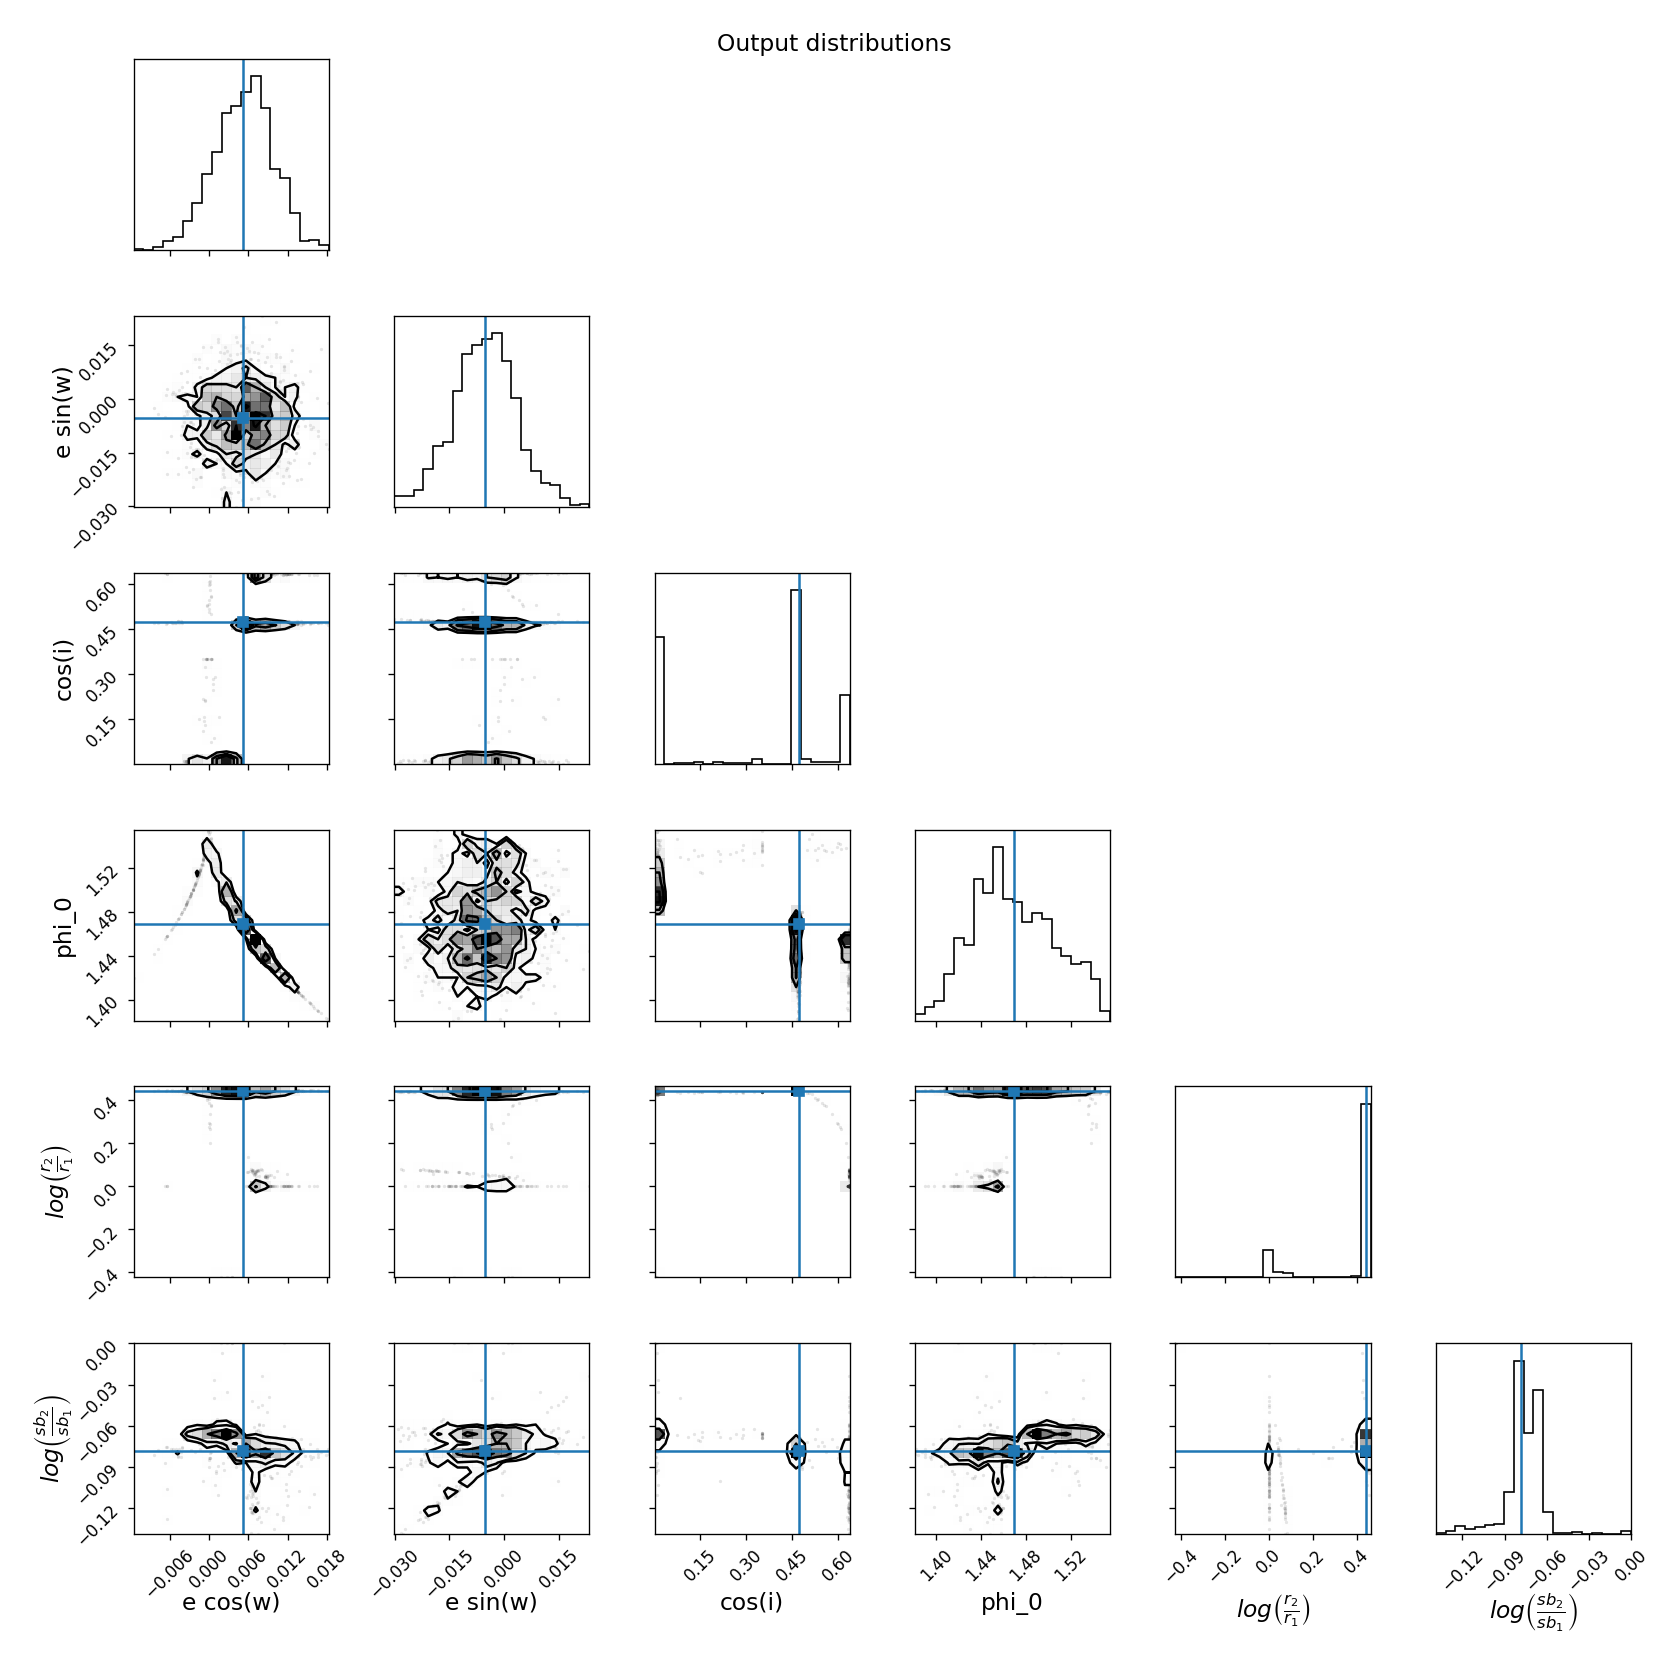 Output distributions
e sin(w)
0.015
0.000
−0.015
−0.030
cos(i)
0.60
0.45
0.30
0.15
phi_0
1.52
1.48
1.44
1.40
log(r₂/r₁)
0.4
0.2
0.0
−0.2
−0.4
log(sb₂/sb₁)
0.00
−0.03
−0.06
−0.09
−0.12
−0.006 0.000 0.006 0.012 0.018
e cos(w)
−0.030 −0.015 0.000 0.015
e sin(w)
0.15 0.30 0.45 0.60
cos(i)
1.40 1.44 1.48 1.52
phi_0
−0.4 −0.2 0.0 0.2 0.4
log(r₂/r₁)
−0.12 −0.09 −0.06 −0.03 0.00
log(sb₂/sb₁)